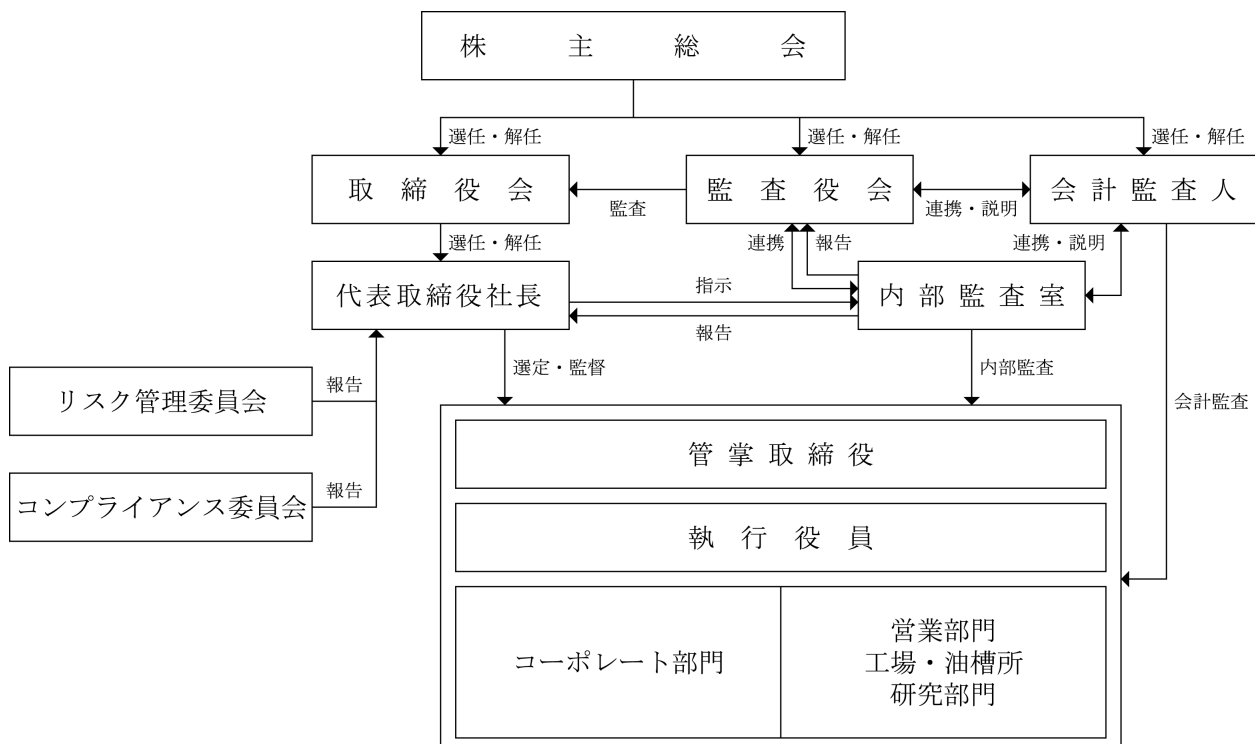 株主総会
選任・解任
選任・解任
選任・解任
取締役会
監査
監査役会
連携・説明
会計監査人
選任・解任
連携
報告
連携・説明
代表取締役社長
指示
報告
内部監査室
選定・監督
内部監査
会計監査
リスク管理委員会
報告
コンプライアンス委員会
報告
管掌取締役
執行役員
コーポレート部門
営業部門
工場・油槽所
研究部門